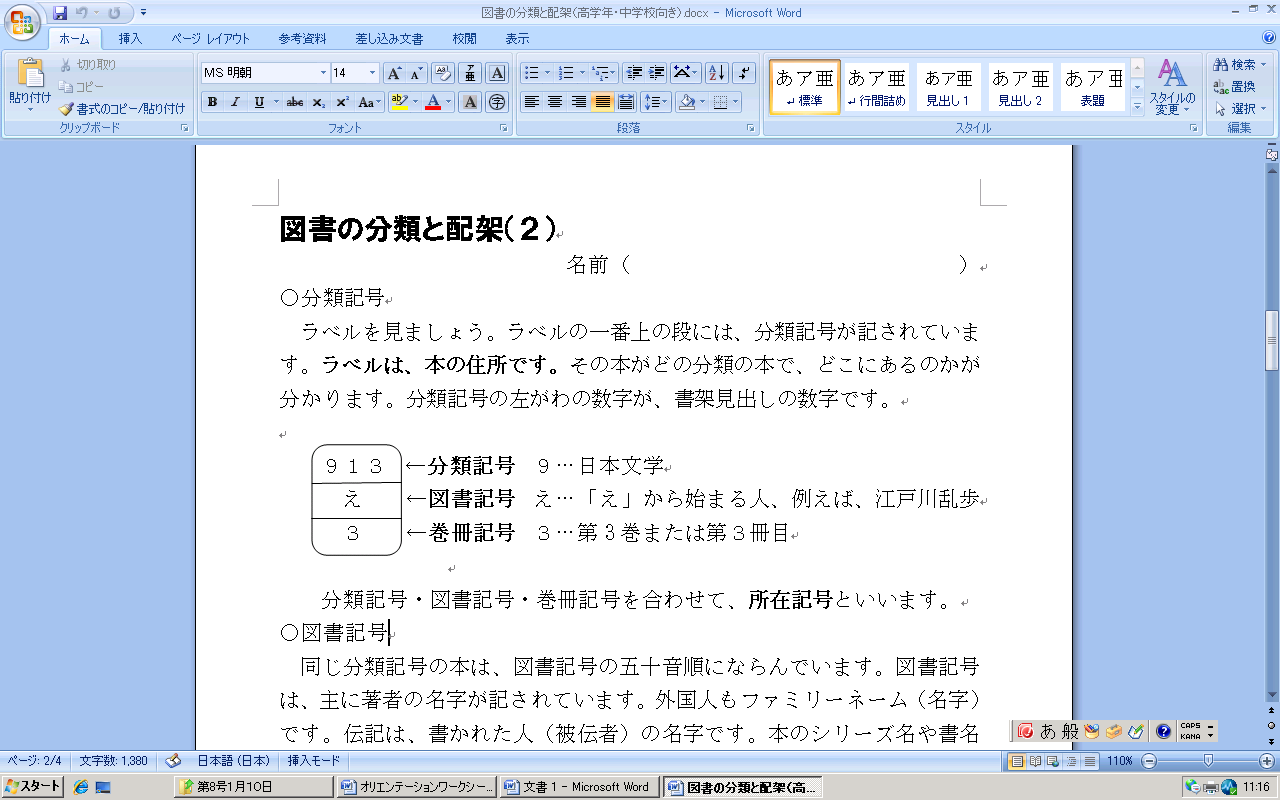 図書の分類と配架(高学年・中学校向き).docx - Microsoft Word
ホーム 挿入 ページ レイアウト 参考資料 差し込み文書 校閲 表示
貼り付け
切り取り
コピー
書式のコピー/貼り付け
クリップボード
MS 明朝 14
B I U abc x₂ x² Aa
フォント
段落
あア亜 あア亜 あア亜 あア亜 あア亜
標準 行間詰め 見出し 1 見出し 2 表題
スタイルの変更
スタイル
検索
置換
選択
編集
図書の分類と配架(2)
名前（ ）
○分類記号
ラベルを見ましょう。ラベルの一番上の段には、分類記号が記されていま
す。ラベルは、本の住所です。その本がどの分類の本で、どこにあるのかが
分かります。分類記号の左がわの数字が、書架見出しの数字です。
９１３ ←分類記号 ９…日本文学
え ←図書記号 え…「え」から始まる人、例えば、江戸川乱歩
３ ←巻冊記号 ３…第３巻または第３冊目
分類記号・図書記号・巻冊記号を合わせて、所在記号といいます。
○図書記号
同じ分類記号の本は、図書記号の五十音順にならんでいます。図書記号
は、主に著者の名字が記されています。外国人もファミリーネーム（名字）
です。伝記は、書かれた人（被伝者）の名字です。本のシリーズ名や書名
あ 般 CAPS KANA
ページ: 2/4 文字数: 1,380 日本語 (日本) 挿入モード 110%
スタート 第8号1月10日 オリエンテーションワークシー... 文書 1 - Microsoft Word 図書の分類と配架(高... 11:16